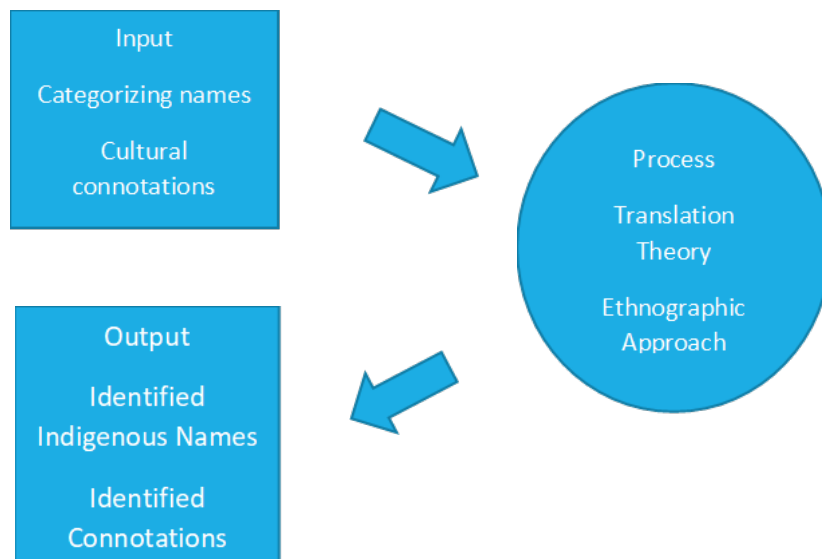 Input
Categorizing names
Cultural
connotations
Process
Translation
Theory
Ethnographic
Approach
Output
Identified
Indigenous Names
Identified
Connotations